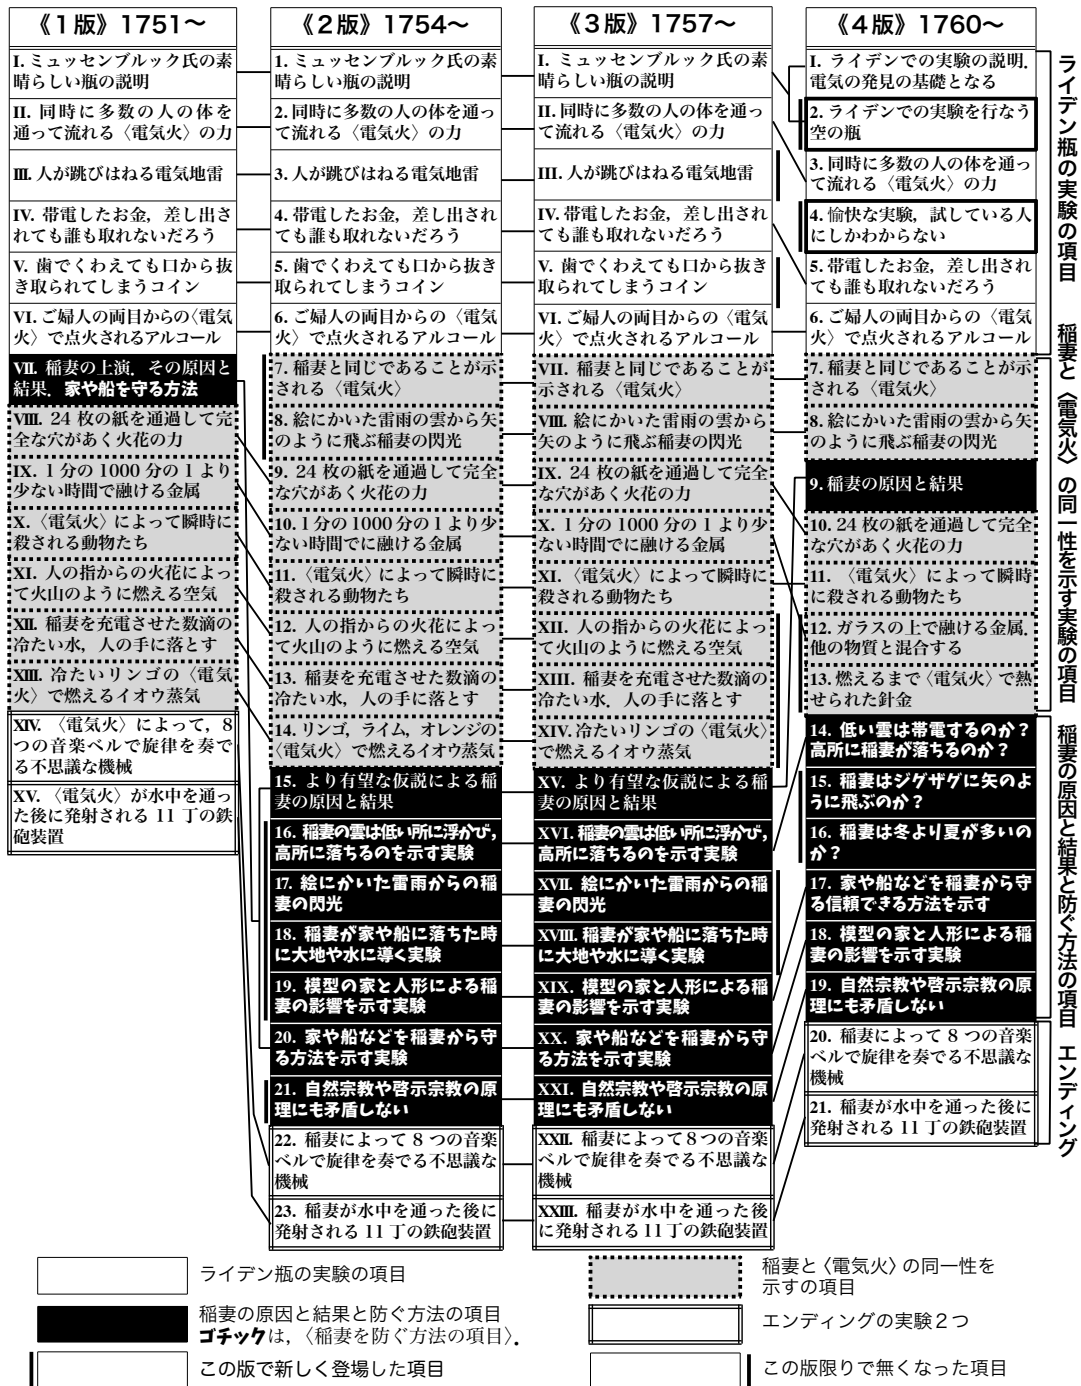 《1版》1751〜
I. ミュッセンブルック氏の素
晴らしい瓶の説明
II. 同時に多数の人の体を
通って流れる〈電気火〉の力
III. 人が跳びはねる電気地雷
IV. 帯電したお金，差し出さ
れても誰も取れないだろう
V. 歯でくわえても口から抜
き取られてしまうコイン
VI. ご婦人の両目からの〈電気
火〉で点火されるアルコール
VII. 稲妻の上演．その原因と
結果．家や船を守る方法
VIII. 24 枚の紙を通過して完
全な穴があく火花の力
IX. 1 分の 1000 分の 1 より
少ない時間で融ける金属
X.〈電気火〉によって瞬時に
殺される動物たち
XI. 人の指からの火花によっ
て火山のように燃える空気
XII. 稲妻を充電させた数滴の
冷たい水，人の手に落とす
XIII. 冷たいリンゴの〈電気
火〉で燃えるイオウ蒸気
XIV. 〈電気火〉によって，8
つの音楽ベルで旋律を奏で
る不思議な機械
XV. 〈電気火〉が水中を通っ
た後に発射される 11 丁の鉄
砲装置
《2版》1754〜
1. ミュッセンブルック氏の素
晴らしい瓶の説明
2. 同時に多数の人の体を通っ
て流れる〈電気火〉の力
3. 人が跳びはねる電気地雷
4. 帯電したお金，差し出され
ても誰も取れないだろう
5. 歯でくわえても口から抜き
取られてしまうコイン
6. ご婦人の両目からの〈電気
火〉で点火されるアルコール
7. 稲妻と同じであることが示
される〈電気火〉
8. 絵にかいた雷雨の雲から矢
のように飛ぶ稲妻の閃光
9. 24 枚の紙を通過して完全
な穴があく火花の力
10. 1 分の 1000 分の 1 より少
ない時間でに融ける金属
11. 〈電気火〉によって瞬時に
殺される動物たち
12. 人の指からの火花によっ
て火山のように燃える空気
13. 稲妻を充電させた数滴の
冷たい水，人の手に落とす
14. リンゴ，ライム，オレンジの
〈電気火〉で燃えるイオウ蒸気
15. より有望な仮説による稲
妻の原因と結果
16. 稲妻の雲は低い所に浮かび，
高所に落ちるのを示す実験
17. 絵にかいた雷雨からの稲
妻の閃光
18. 稲妻が家や船に落ちた時
に大地や水に導く実験
19. 模型の家と人形による稲
妻の影響を示す実験
20. 家や船などを稲妻から守
る方法を示す実験
21. 自然宗教や啓示宗教の原
理にも矛盾しない
22. 稲妻によって 8 つの音楽
ベルで旋律を奏でる不思議な
機械
23. 稲妻が水中を通った後に
発射される 11 丁の鉄砲装置
《3版》1757〜
I. ミュッセンブルック氏の素
晴らしい瓶の説明
II. 同時に多数の人の体を通っ
て流れる〈電気火〉の力
III. 人が跳びはねる電気地雷
IV. 帯電したお金，差し出され
ても誰も取れないだろう
V. 歯でくわえても口から抜き
取られてしまうコイン
VI. ご婦人の両目からの〈電気
火〉で点火されるアルコール
VII. 稲妻と同じであることが
示される〈電気火〉
VIII. 絵にかいた雷雨の雲から
矢のように飛ぶ稲妻の閃光
IX. 24 枚の紙を通過して完全
な穴があく火花の力
X. 1 分の 1000 分の 1 より少
ない時間でに融ける金属
XI. 〈電気火〉によって瞬時に
殺される動物たち
XII. 人の指からの火花によっ
て火山のように燃える空気
XIII. 稲妻を充電させた数滴の
冷たい水．人の手に落とす
XIV. 冷たいリンゴの〈電気火〉
で燃えるイオウ蒸気
XV. より有望な仮説による稲
妻の原因と結果
XVI. 稲妻の雲は低い所に浮かび，
高所に落ちるのを示す実験
XVII. 絵にかいた雷雨からの稲
妻の閃光
XVIII. 稲妻が家や船に落ちた時
に大地や水に導く実験
XIX. 模型の家と人形による稲
妻の影響を示す実験
XX. 家や船などを稲妻から守
る方法を示す実験
XXI. 自然宗教や啓示宗教の原
理にも矛盾しない
XXII. 稲妻によって8つの音楽
ベルで旋律を奏でる不思議な
機械
XXIII. 稲妻が水中を通った後
に発射される 11 丁の鉄砲装置
《4版》1760〜
I. ライデンでの実験の説明．
電気の発見の基礎となる
2. ライデンでの実験を行なう
空の瓶
3. 同時に多数の人の体を通っ
て流れる〈電気火〉の力
4. 愉快な実験，試している人
にしかわからない
5. 帯電したお金，差し出され
ても誰も取れないだろう
6. ご婦人の両目からの〈電気
火〉で点火されるアルコール
7. 稲妻と同じであることが示
される〈電気火〉
8. 絵にかいた雷雨の雲から矢
のように飛ぶ稲妻の閃光
9. 稲妻の原因と結果
10. 24 枚の紙を通過して完全
な穴があく火花の力
11. 〈電気火〉によって瞬時
に殺される動物たち
12. ガラスの上で融ける金属．
他の物質と混合する
13. 燃えるまで〈電気火〉で熱
せられた針金
14. 低い雲は帯電するのか？
高所に稲妻が落ちるのか？
15. 稲妻はジグザグに矢のよ
うに飛ぶのか？
16. 稲妻は冬より夏が多いの
か？
17. 家や船などを稲妻から守
る信頼できる方法を示す
18. 模型の家と人形による稲
妻の影響を示す実験
19. 自然宗教や啓示宗教の原
理にも矛盾しない
20. 稲妻によって 8 つの音楽
ベルで旋律を奏でる不思議な
機械
21. 稲妻が水中を通った後に
発射される 11 丁の鉄砲装置
ライデン瓶の実験の項目
稲妻と〈電気火〉の同一性を示す実験の項目
稲妻の原因と結果と防ぐ方法の項目
エンディング
ライデン瓶の実験の項目
稲妻の原因と結果と防ぐ方法の項目
ゴチックは，〈稲妻を防ぐ方法の項目〉．
この版で新しく登場した項目
稲妻と〈電気火〉の同一性を
示すの項目
エンディングの実験２つ
この版限りで無くなった項目